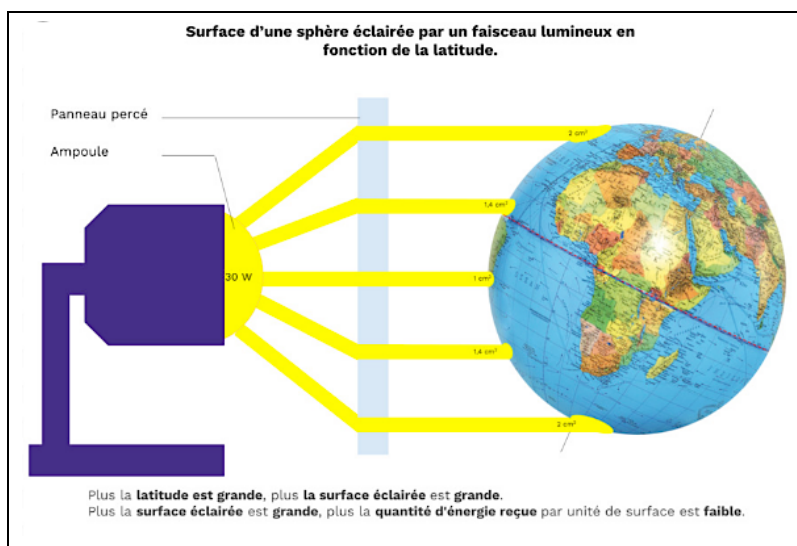 Surface d'une sphère éclairée par un faisceau lumineux en
fonction de la latitude.
Panneau percé
Ampoule
2 cm²
1,4 cm²
30 W
1 cm²
1,4 cm²
2 cm²
Plus la latitude est grande, plus la surface éclairée est grande.
Plus la surface éclairée est grande, plus la quantité d'énergie reçue par unité de surface est faible.